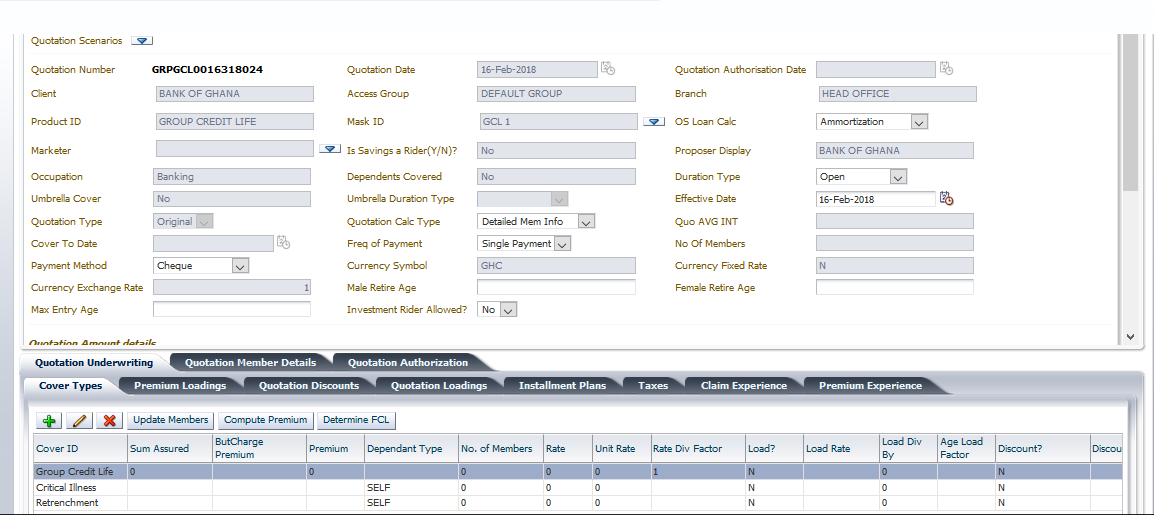 Quotation Scenarios
Quotation Number GRPGCL0016318024 Quotation Date 16-Feb-2018 Quotation Authorisation Date
Client BANK OF GHANA Access Group DEFAULT GROUP Branch HEAD OFFICE
Product ID GROUP CREDIT LIFE Mask ID GCL 1 OS Loan Calc Ammortization
Marketer Is Savings a Rider(Y/N)? No Proposer Display BANK OF GHANA
Occupation Banking Dependents Covered No Duration Type Open
Umbrella Cover No Umbrella Duration Type Effective Date 16-Feb-2018
Quotation Type Original Quotation Calc Type Detailed Mem Info Quo AVG INT
Cover To Date Freq of Payment Single Payment No Of Members
Payment Method Cheque Currency Symbol GHC Currency Fixed Rate N
Currency Exchange Rate 1 Male Retire Age Female Retire Age
Max Entry Age Investment Rider Allowed? No
Quotation Amount details
Quotation Underwriting Quotation Member Details Quotation Authorization
Cover Types Premium Loadings Quotation Discounts Quotation Loadings Installment Plans Taxes Claim Experience Premium Experience
Update Members Compute Premium Determine FCL
Cover ID Sum Assured ButCharge Premium Premium Dependant Type No. of Members Rate Unit Rate Rate Div Factor Load? Load Rate Load Div By Age Load Factor Discount? Discou
Group Credit Life 0 0 0 0 0 1 N 0 N
Critical Illness SELF 0 0 0 N 0 N
Retrenchment SELF 0 0 0 N 0 N